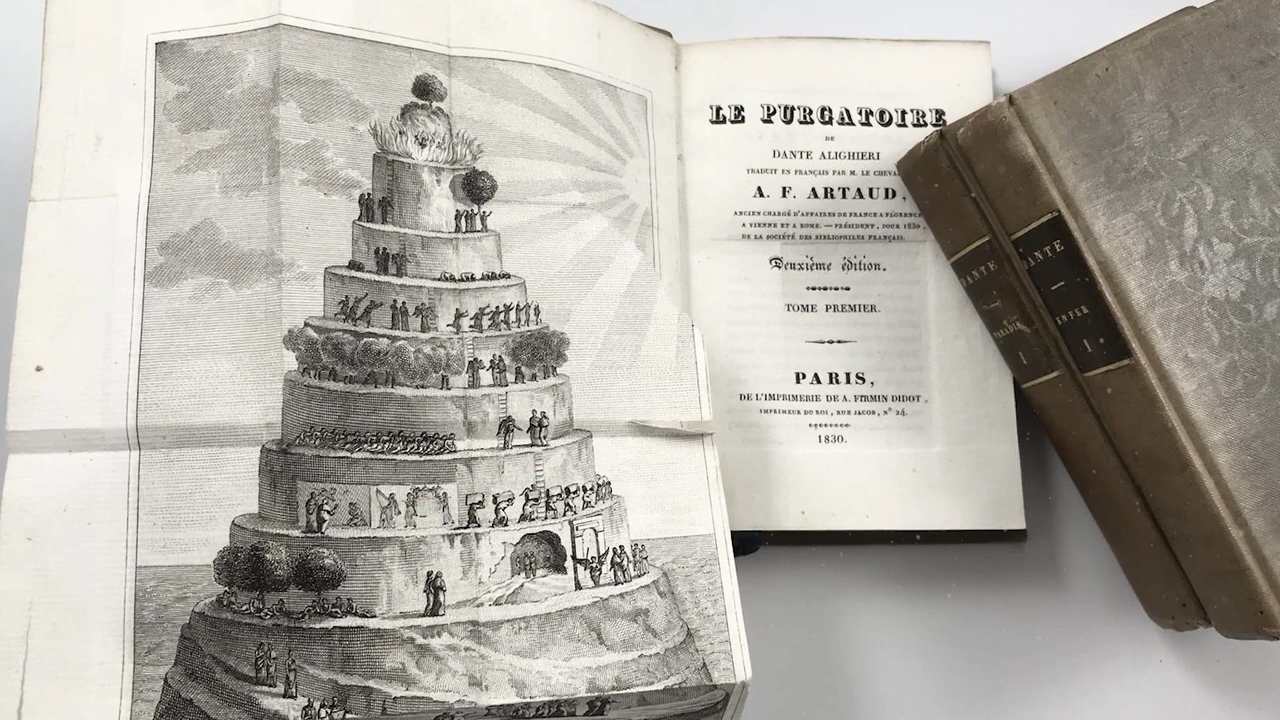 LE PURGATOIRE
DE
DANTE ALIGHIERI
TRADUIT EN FRANÇAIS PAR M. LE
A. F. ARTAUD,
ANCIEN CHARGÉ D'AFFAIRES DE FRANCE A FLORENCE
A VIENNE ET A ROME. — PRÉSIDENT, POUR 1830,
DE LA SOCIÉTÉ DES BIBLIOPHILES FRANÇAIS.
Deuxième édition.
TOME PREMIER.
PARIS,
DE L'IMPRIMERIE DE A. FIRMIN DIDOT,
IMPRIMEUR DU ROI, RUE JACOB, N° 24.
1830.
DANTE
PARADIS
1
DANTE
ENFER
1.